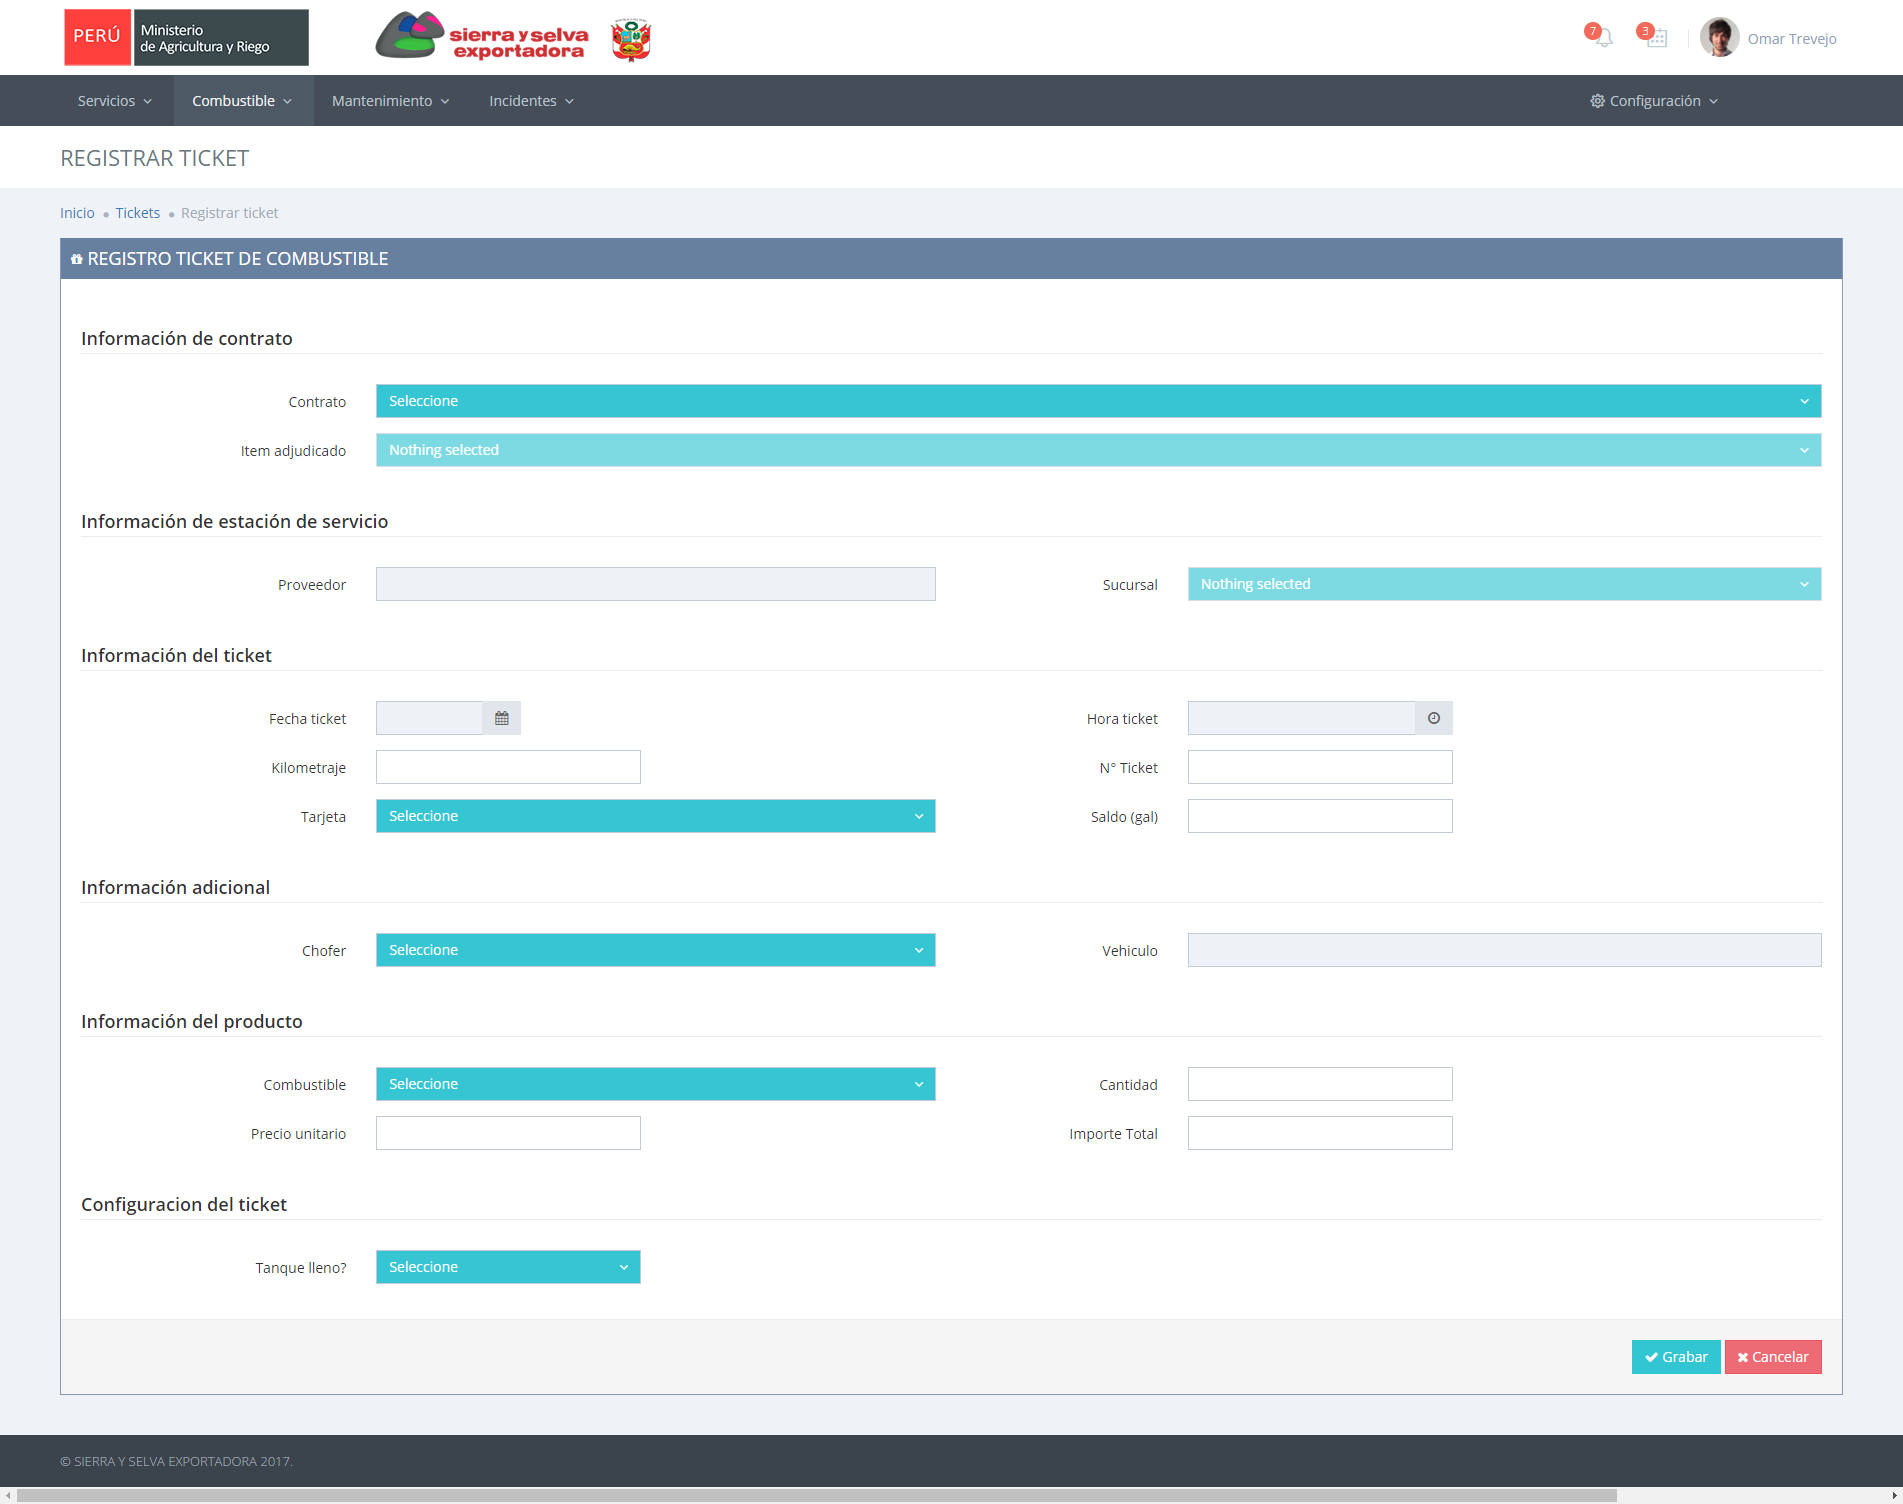 PERÚ
Ministerio
de Agricultura y Riego
sierra y selva
exportadora
7
3
Omar Trevejo
Servicios
Combustible
Mantenimiento
Incidentes
Configuración
REGISTRAR TICKET
Inicio
Tickets
Registrar ticket
REGISTRO TICKET DE COMBUSTIBLE
Información de contrato
Contrato
Seleccione
Item adjudicado
Nothing selected
Información de estación de servicio
Proveedor
Sucursal
Nothing selected
Información del ticket
Fecha ticket
Hora ticket
Kilometraje
N° Ticket
Tarjeta
Seleccione
Saldo (gal)
Información adicional
Chofer
Seleccione
Vehiculo
Información del producto
Combustible
Seleccione
Cantidad
Precio unitario
Importe Total
Configuracion del ticket
Tanque lleno?
Seleccione
Grabar
Cancelar
© SIERRA Y SELVA EXPORTADORA 2017.